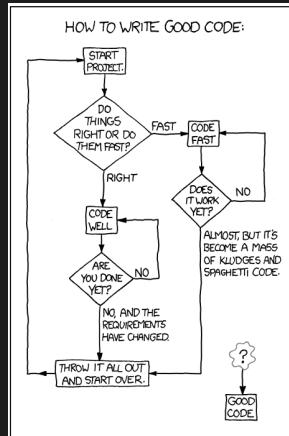 HOW TO WRITE GOOD CODE:
START
PROJECT.
DO
THINGS
RIGHT OR DO
THEM FAST?
FAST
CODE
FAST
RIGHT
DOES
IT WORK
YET?
NO
CODE
WELL
ALMOST, BUT IT'S
BECOME A MASS
OF KLUDGES AND
SPAGHETTI CODE.
ARE
YOU DONE
YET?
NO
NO, AND THE
REQUIREMENTS
HAVE CHANGED.
THROW IT ALL OUT
AND START OVER.
?
GOOD
CODE